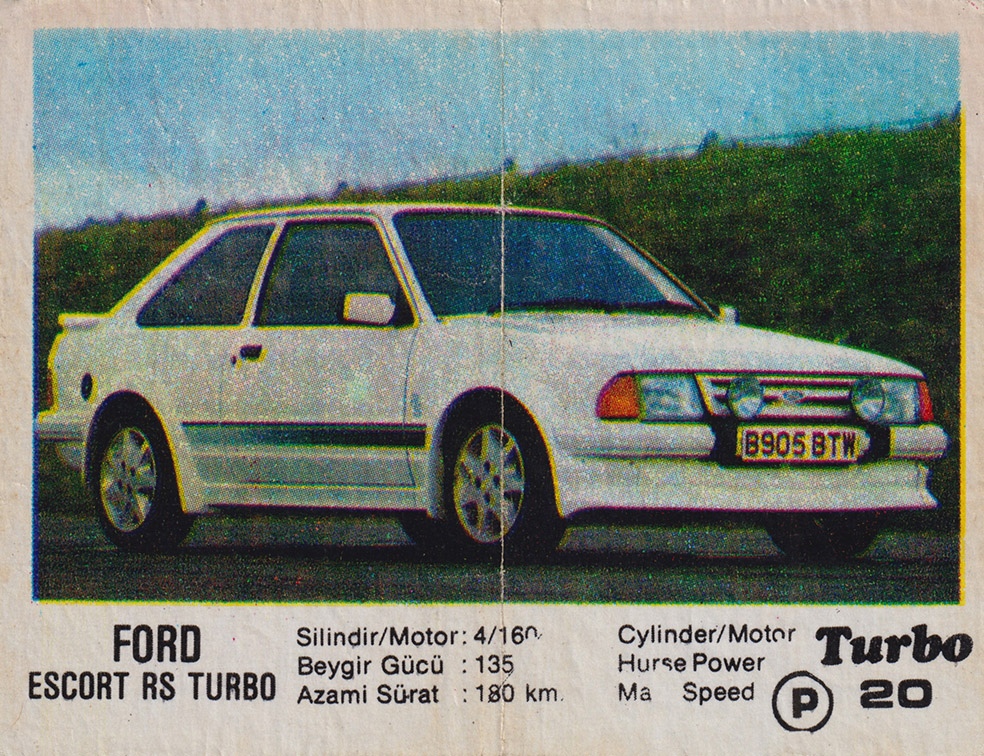 B905 BTW
FORD
ESCORT RS TURBO
Silindir/Motor : 4/160
Beygir Gücü : 135
Azami Sürat : 180 km.
Cylinder/Motor
Hurse Power
Ma Speed
Turbo
P 20